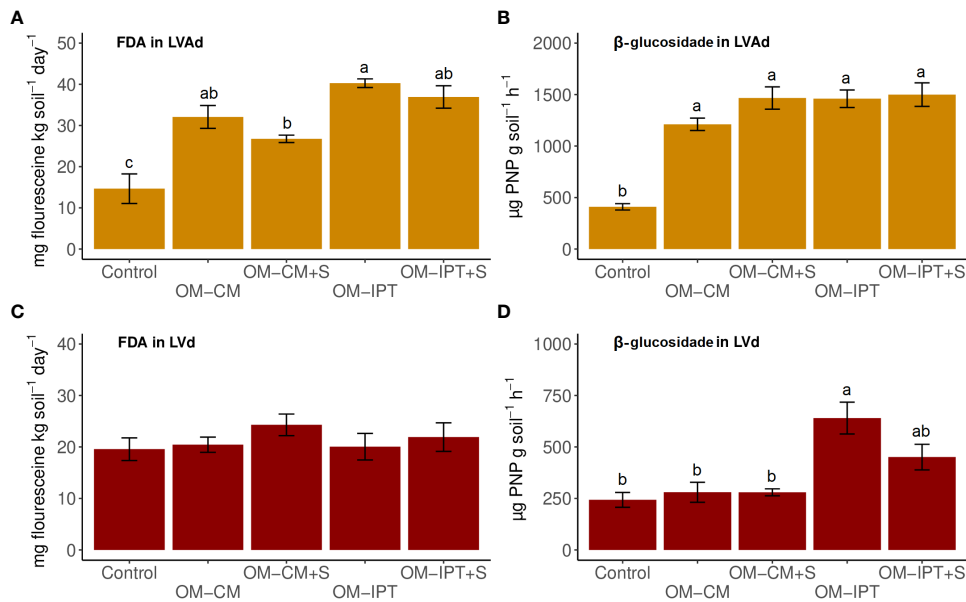 A
FDA in LVAd
mg flouresceine kg soil⁻¹ day⁻¹
50
40
30
20
10
0
c
ab
b
a
ab
Control
OM–CM
OM–CM+S
OM–IPT
OM–IPT+S
B
β-glucosidade in LVAd
µg PNP g soil⁻¹ h⁻¹
2000
1500
1000
500
0
b
a
a
a
a
Control
OM–CM
OM–CM+S
OM–IPT
OM–IPT+S
C
FDA in LVd
mg flouresceine kg soil⁻¹ day⁻¹
40
30
20
10
0
Control
OM–CM
OM–CM+S
OM–IPT
OM–IPT+S
D
β-glucosidade in LVd
µg PNP g soil⁻¹ h⁻¹
1000
750
500
250
0
b
b
b
a
ab
Control
OM–CM
OM–CM+S
OM–IPT
OM–IPT+S